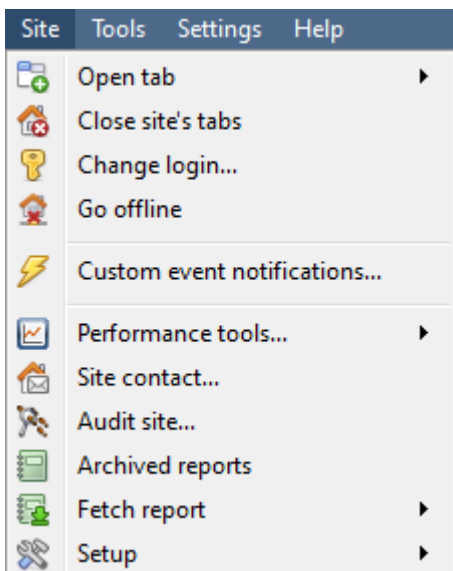 Site Tools Settings Help
Open tab
Close site's tabs
Change login...
Go offline
Custom event notifications...
Performance tools...
Site contact...
Audit site...
Archived reports
Fetch report
Setup